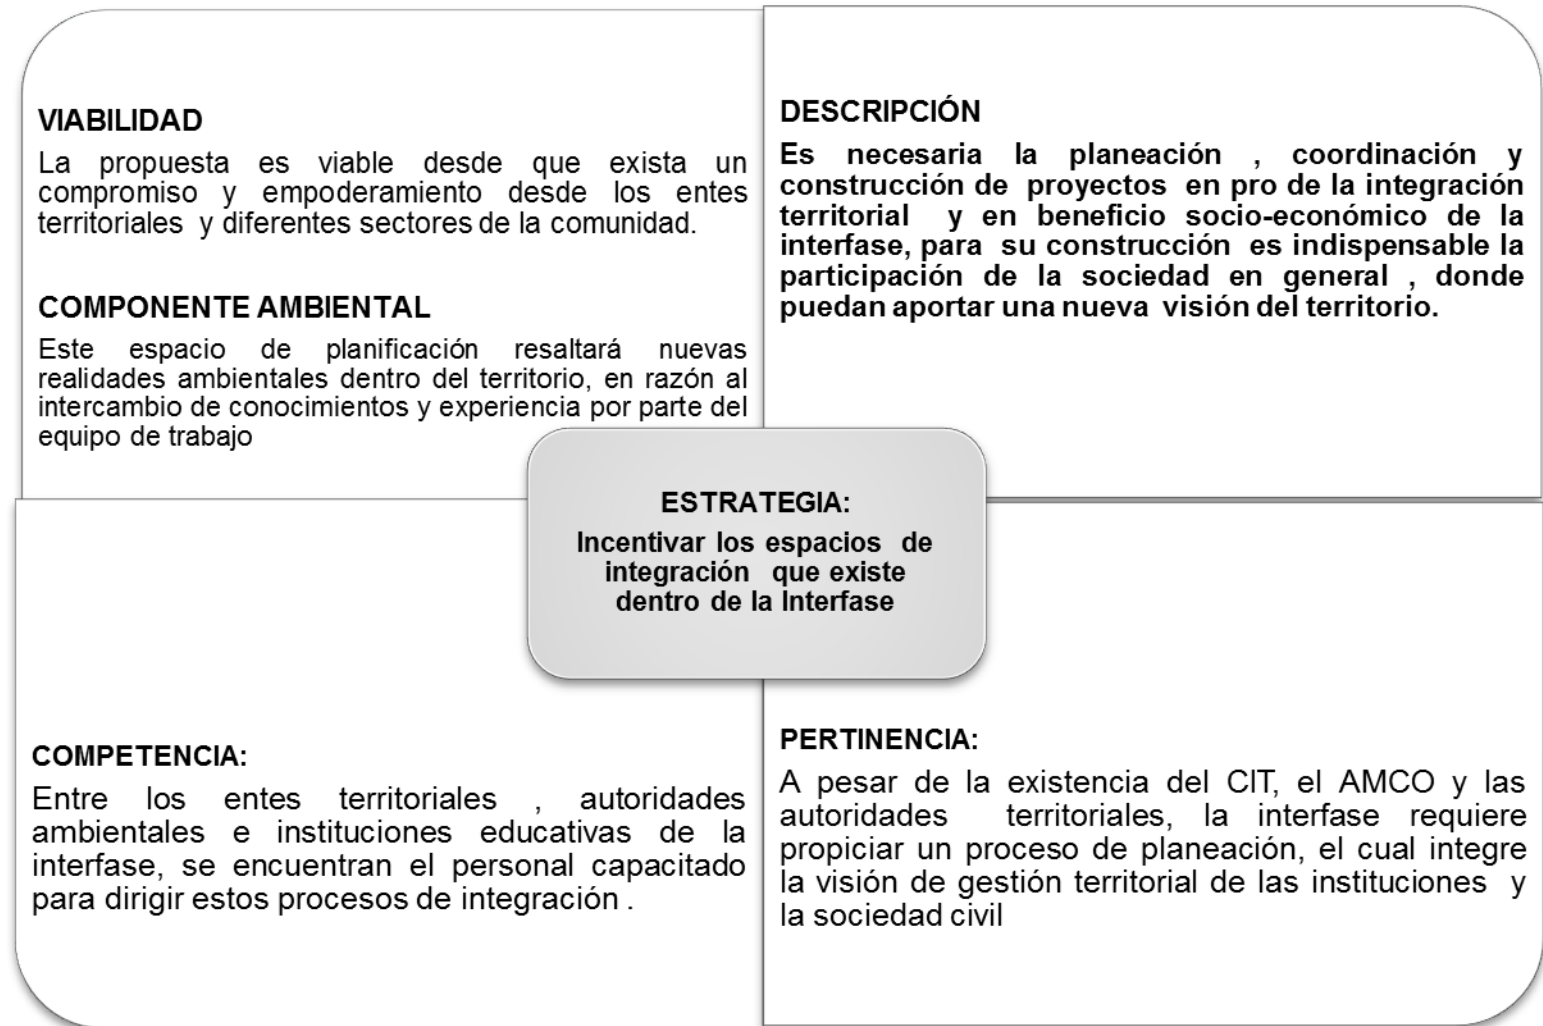 VIABILIDAD
La propuesta es viable desde que exista un
compromiso y empoderamiento desde los entes
territoriales y diferentes sectores de la comunidad.
COMPONENTE AMBIENTAL
Este espacio de planificación resaltará nuevas
realidades ambientales dentro del territorio, en razón al
intercambio de conocimientos y experiencia por parte del
equipo de trabajo
DESCRIPCIÓN
Es necesaria la planeación , coordinación y
construcción de proyectos en pro de la integración
territorial y en beneficio socio-económico de la
interfase, para su construcción es indispensable la
participación de la sociedad en general , donde
puedan aportar una nueva visión del territorio.
ESTRATEGIA:
Incentivar los espacios de
integración que existe
dentro de la Interfase
COMPETENCIA:
Entre los entes territoriales , autoridades
ambientales e instituciones educativas de la
interfase, se encuentran el personal capacitado
para dirigir estos procesos de integración .
PERTINENCIA:
A pesar de la existencia del CIT, el AMCO y las
autoridades territoriales, la interfase requiere
propiciar un proceso de planeación, el cual integre
la visión de gestión territorial de las instituciones y
la sociedad civil